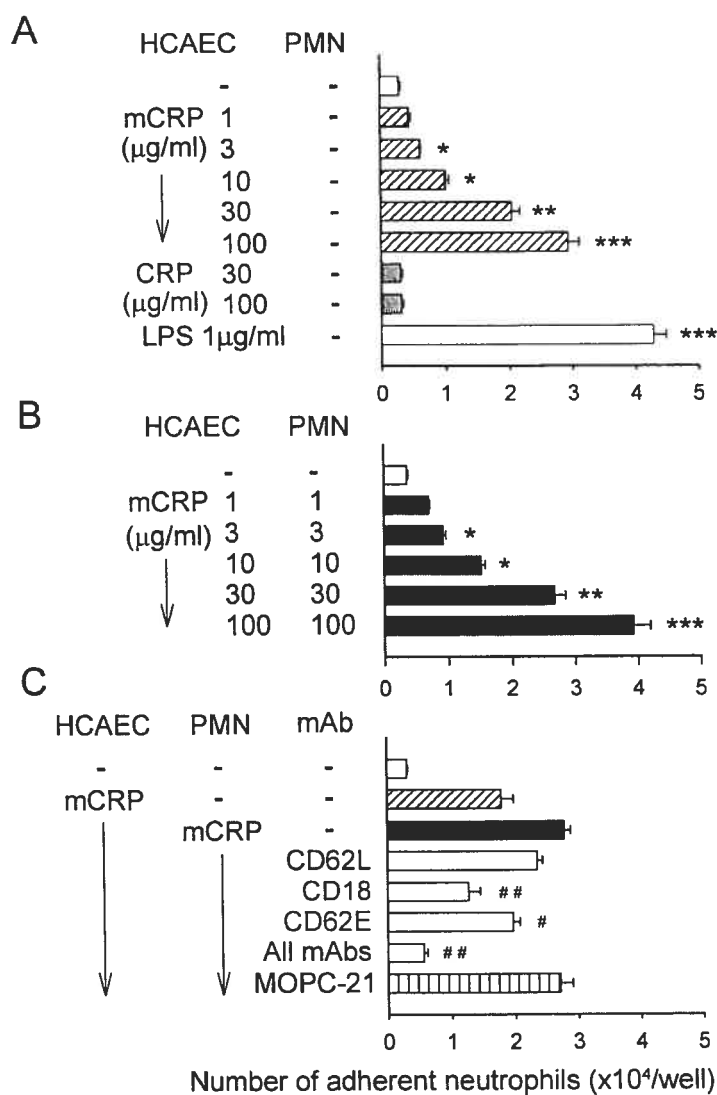 A
HCAEC PMN
- -
mCRP 1 -
(μg/ml) 3 - *
10 - *
30 - **
100 - ***
CRP 30 -
(μg/ml) 100 -
LPS 1μg/ml - ***
0 1 2 3 4 5
B
HCAEC PMN
- -
mCRP 1 1
(μg/ml) 3 3 *
10 10 *
30 30 **
100 100 ***
0 1 2 3 4 5
C
HCAEC PMN mAb
- - -
mCRP - -
mCRP -
CD62L
CD18 ##
CD62E #
All mAbs ##
MOPC-21
0 1 2 3 4 5
Number of adherent neutrophils (x10⁴/well)